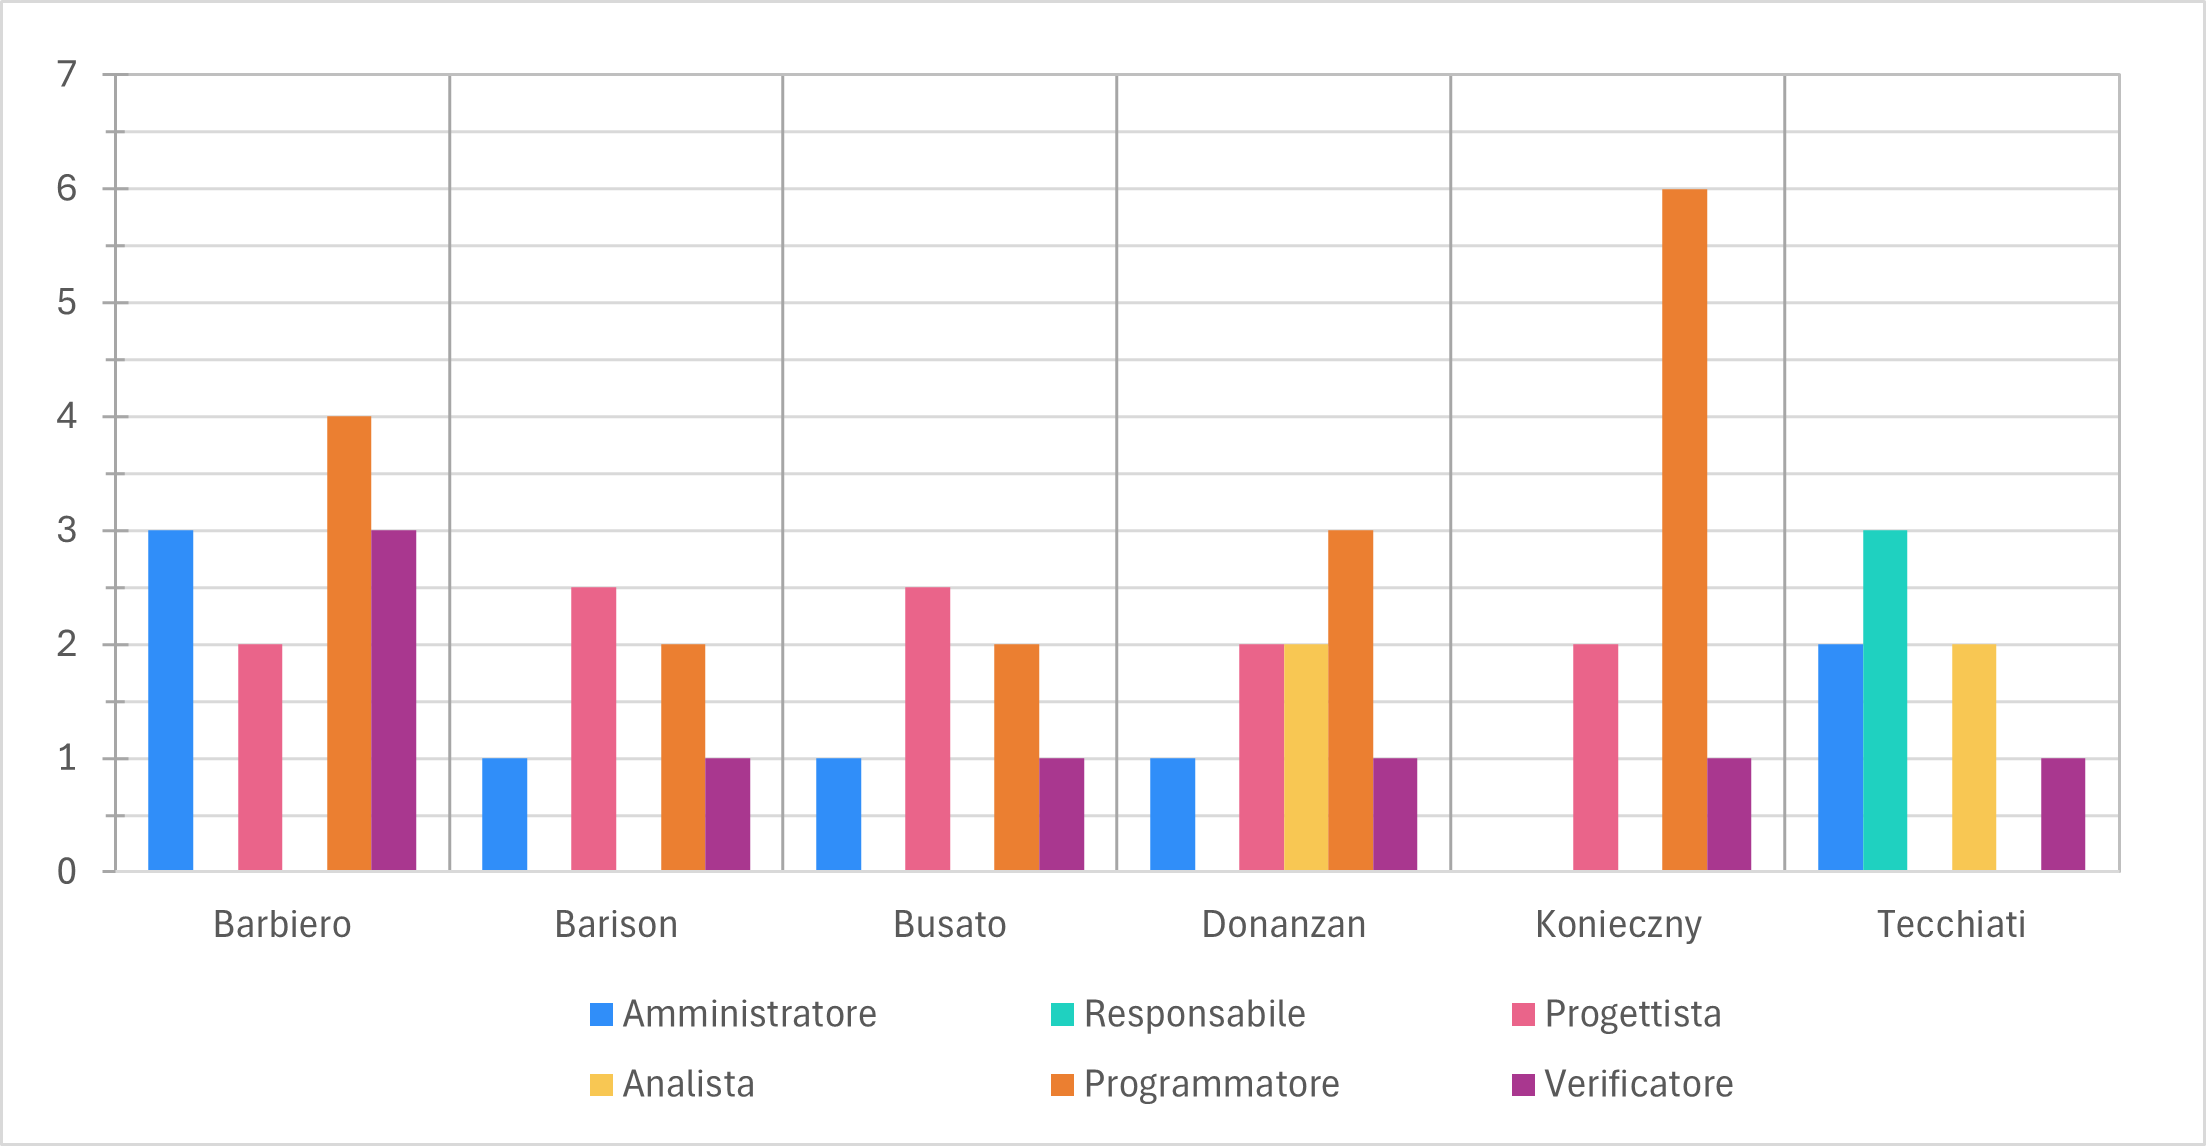 7
6
5
4
3
2
1
0
Barbiero Barison Busato Donanzan Konieczny Tecchiati
Amministratore Responsabile Progettista
Analista Programmatore Verificatore